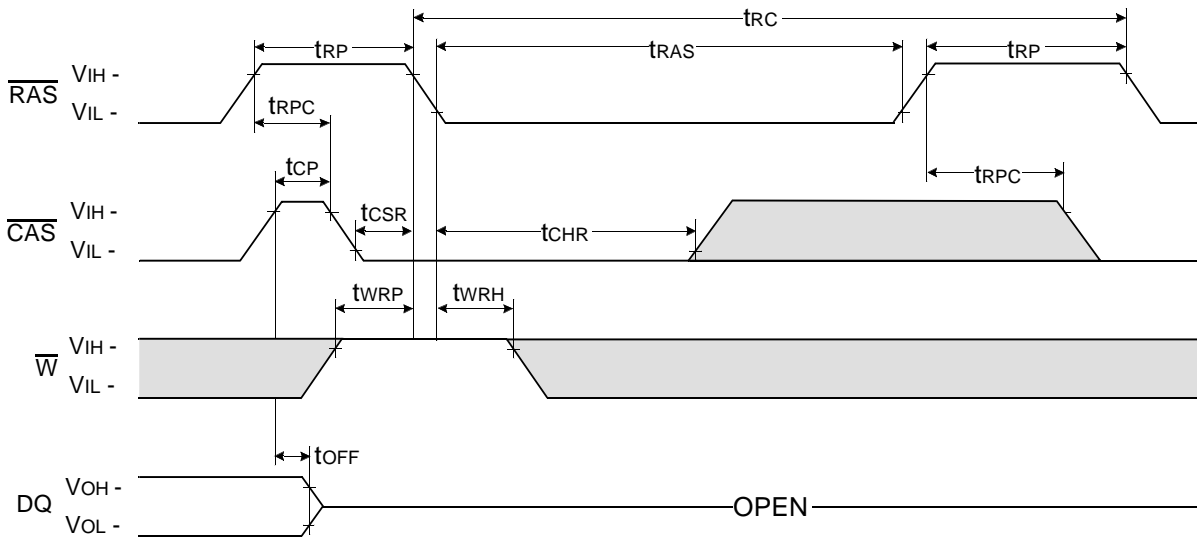 tRC
tRP
tRAS
tRP
RAS
VIH -
VIL -
tRPC
tCP
tRPC
CAS
VIH -
VIL -
tCSR
tCHR
tWRP
tWRH
W
VIH -
VIL -
tOFF
DQ
VOH -
VOL -
OPEN